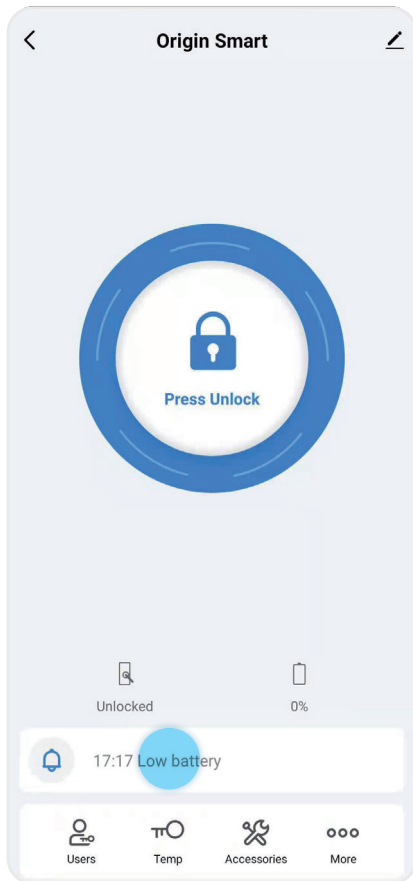 Origin Smart
Press Unlock
Unlocked
0%
17:17 Low battery
Users
Temp
Accessories
More